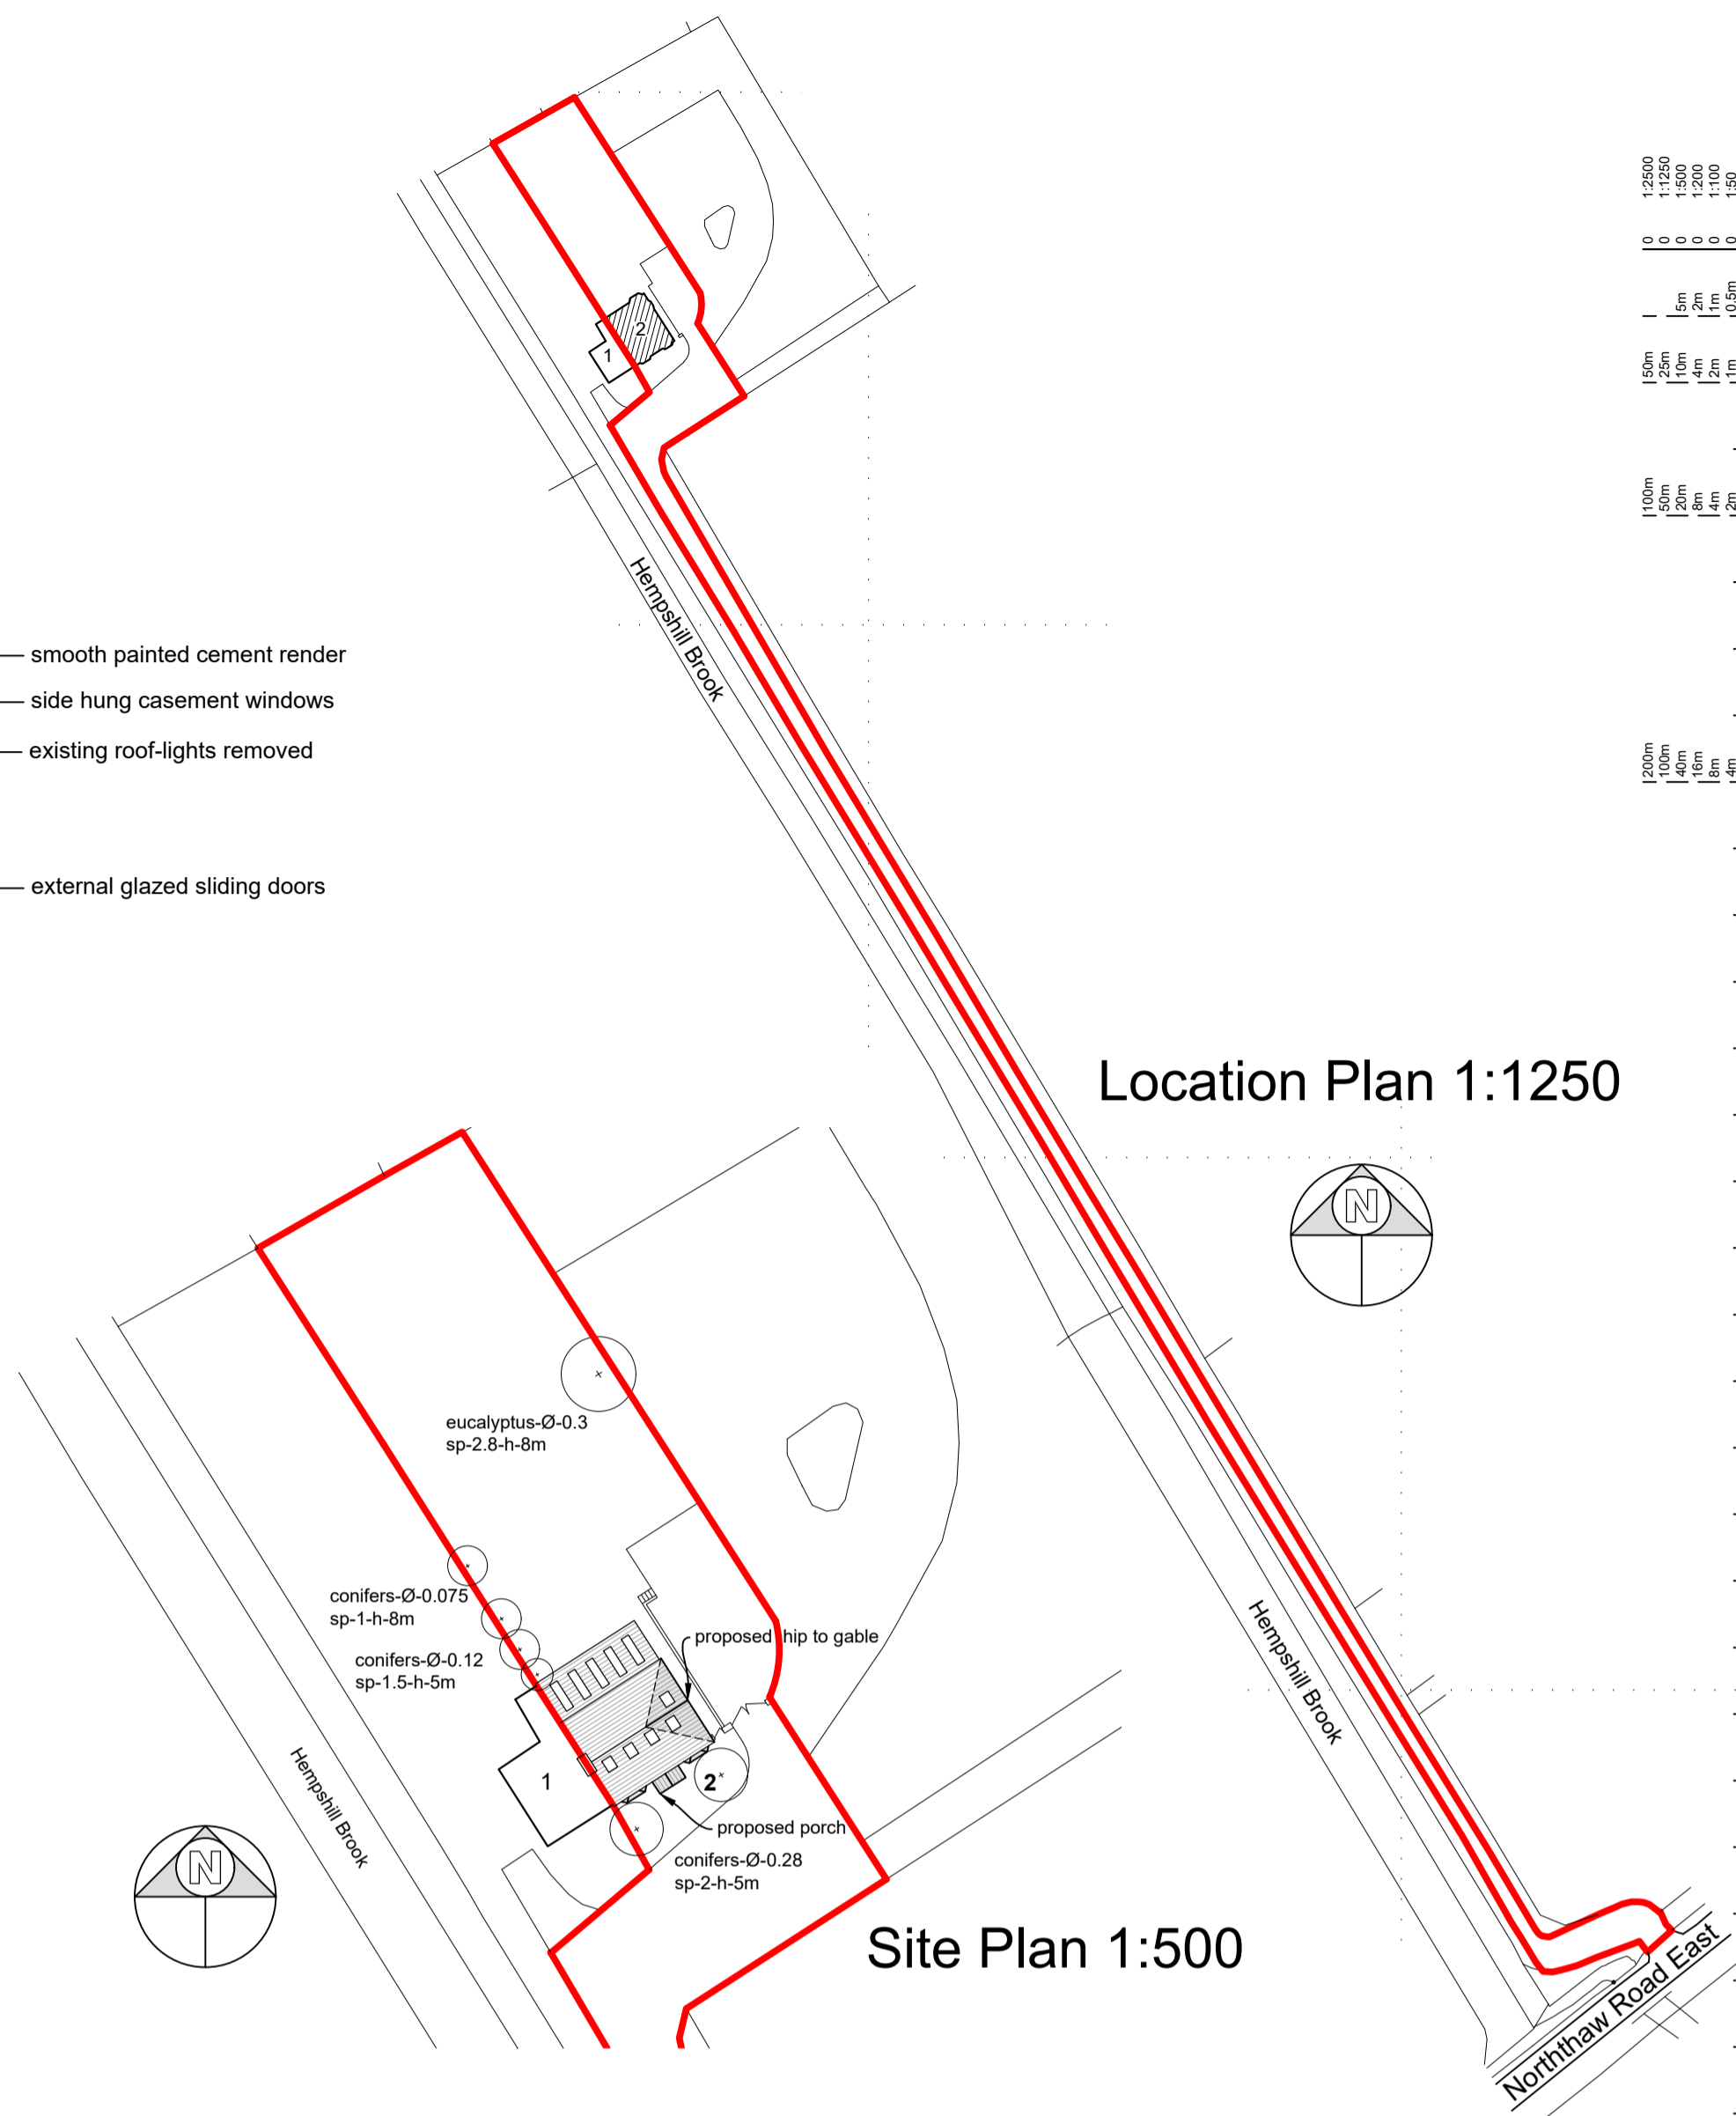 1:2500
1:1250
1:500
1:200
1:100
1:50
0
0
0
0
0
0
5m
2m
1m
0.5m
50m
25m
10m
4m
2m
1m
100m
50m
20m
8m
4m
2m
200m
100m
40m
16m
8m
4m
2
1
Hempshill Brook
smooth painted cement render
side hung casement windows
existing roof-lights removed
external glazed sliding doors
Location Plan 1:1250
N
eucalyptus-Ø-0.3
sp-2.8-h-8m
conifers-Ø-0.075
sp-1-h-8m
conifers-Ø-0.12
sp-1.5-h-5m
proposed hip to gable
1
2
proposed porch
conifers-Ø-0.28
sp-2-h-5m
Hempshill Brook
Hempshill Brook
N
Site Plan 1:500
Norththaw Road East